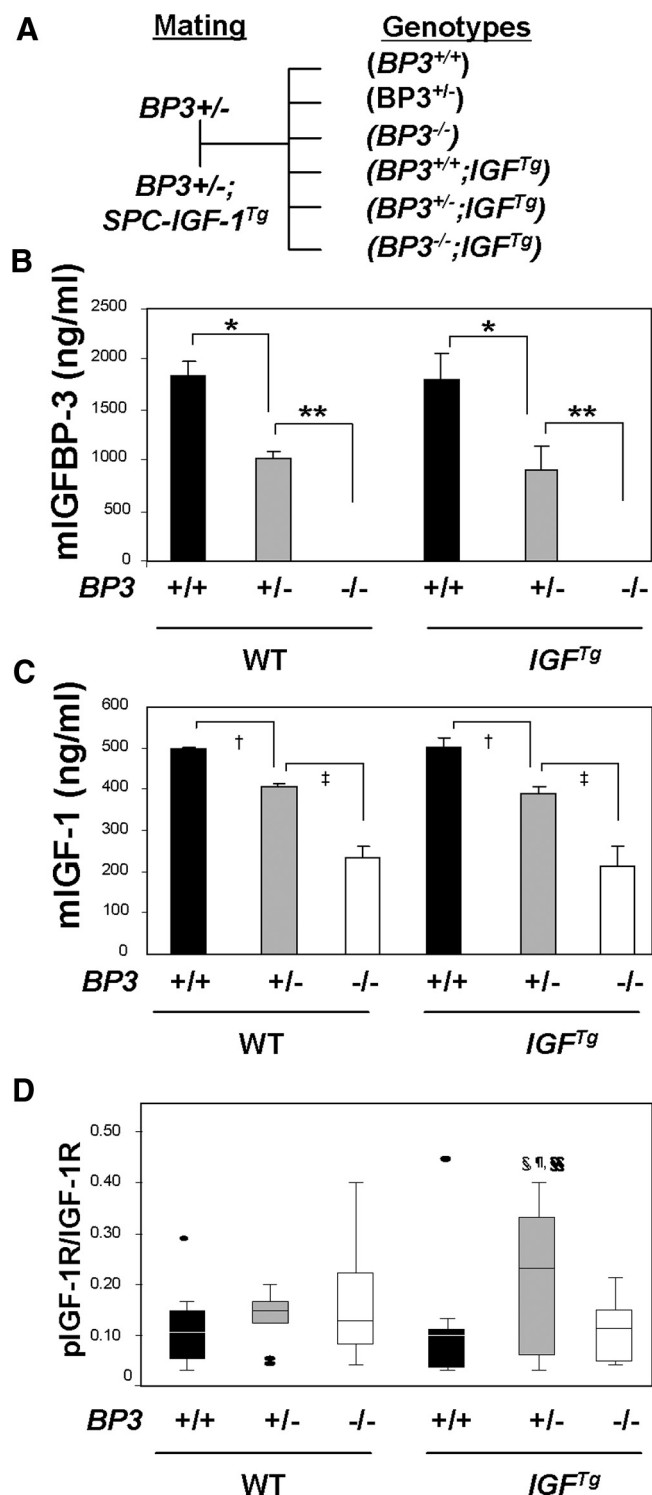 A
Mating Genotypes
(BP3+/+)
(BP3+/-)
(BP3-/-)
(BP3+/+;IGFTg)
(BP3+/-;IGFTg)
(BP3-/-;IGFTg)
BP3+/-
BP3+/-;
SPC-IGF-1Tg
B
mIGFBP-3 (ng/ml)
2500
2000
1500
1000
500
0
* **
* **
BP3 +/+ +/- -/- +/+ +/- -/-
WT IGFTg
C
mIGF-1 (ng/ml)
600
500
400
300
200
100
0
† ‡
† ‡
BP3 +/+ +/- -/- +/+ +/- -/-
WT IGFTg
D
pIGF-1R/IGF-1R
0.50
0.40
0.30
0.20
0.10
0
§ ¶, §§
BP3 +/+ +/- -/- +/+ +/- -/-
WT IGFTg